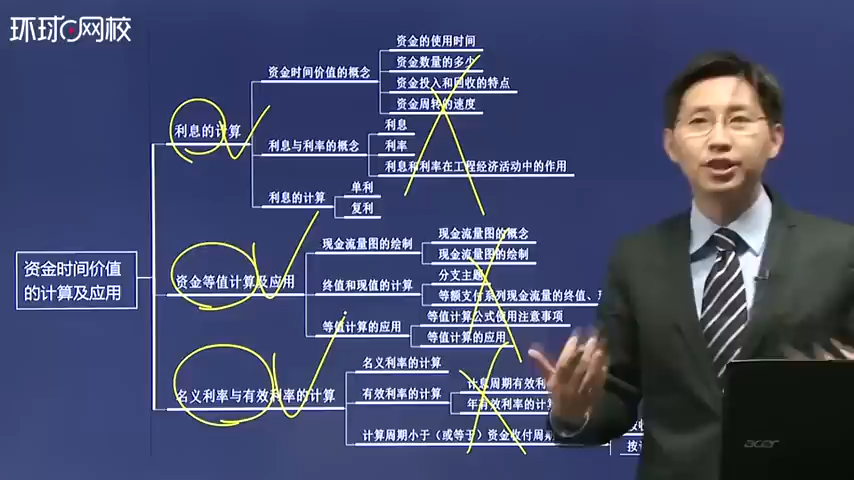 环球网校
资金时间价值
的计算及应用
利息的计算
资金时间价值的概念
资金的使用时间
资金数量的多少
资金投入和回收的特点
资金周转的速度
利息与利率的概念
利息
利率
利息和利率在工程经济活动中的作用
利息的计算
单利
复利
资金等值计算及应用
现金流量图的绘制
现金流量图的概念
现金流量图的绘制
终值和现值的计算
分支主题
等额支付系列现金流量的终值、
等值计算的应用
等值计算公式使用注意事项
等值计算的应用
名义利率与有效利率的计算
名义利率的计算
有效利率的计算
计息周期有效利
年有效利率的计算
计算周期小于（或等于）资金收付周期
按
acer